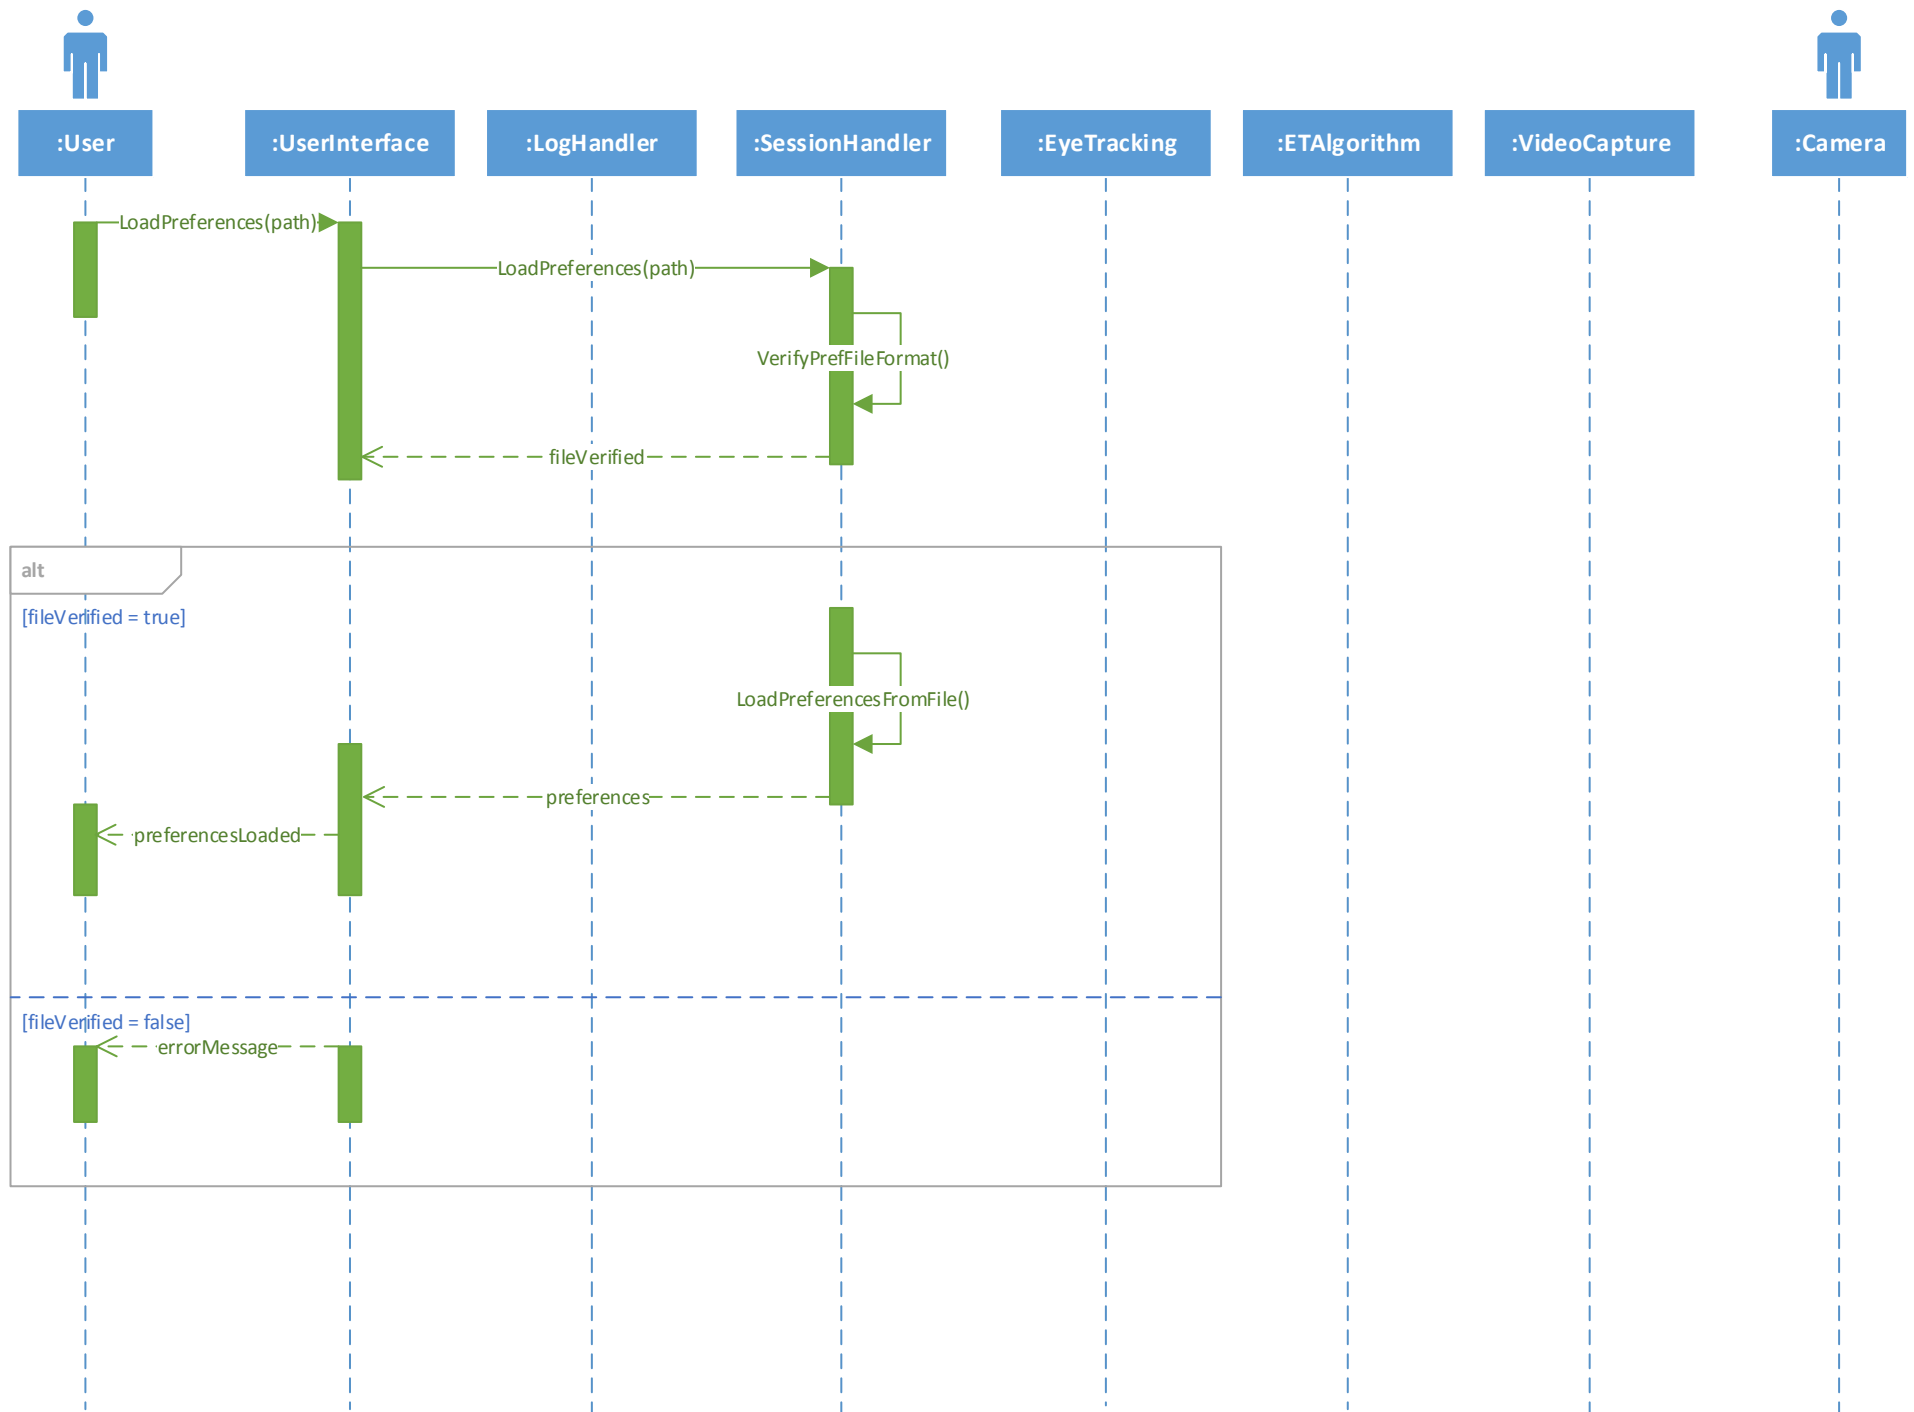 :User
:UserInterface
:LogHandler
:SessionHandler
:EyeTracking
:ETAlgorithm
:VideoCapture
:Camera
LoadPreferences(path)
LoadPreferences(path)
VerifyPrefFileFormat()
fileVerified
alt
[fileVerified = true]
LoadPreferencesFromFile()
preferences
preferencesLoaded
[fileVerified = false]
errorMessage